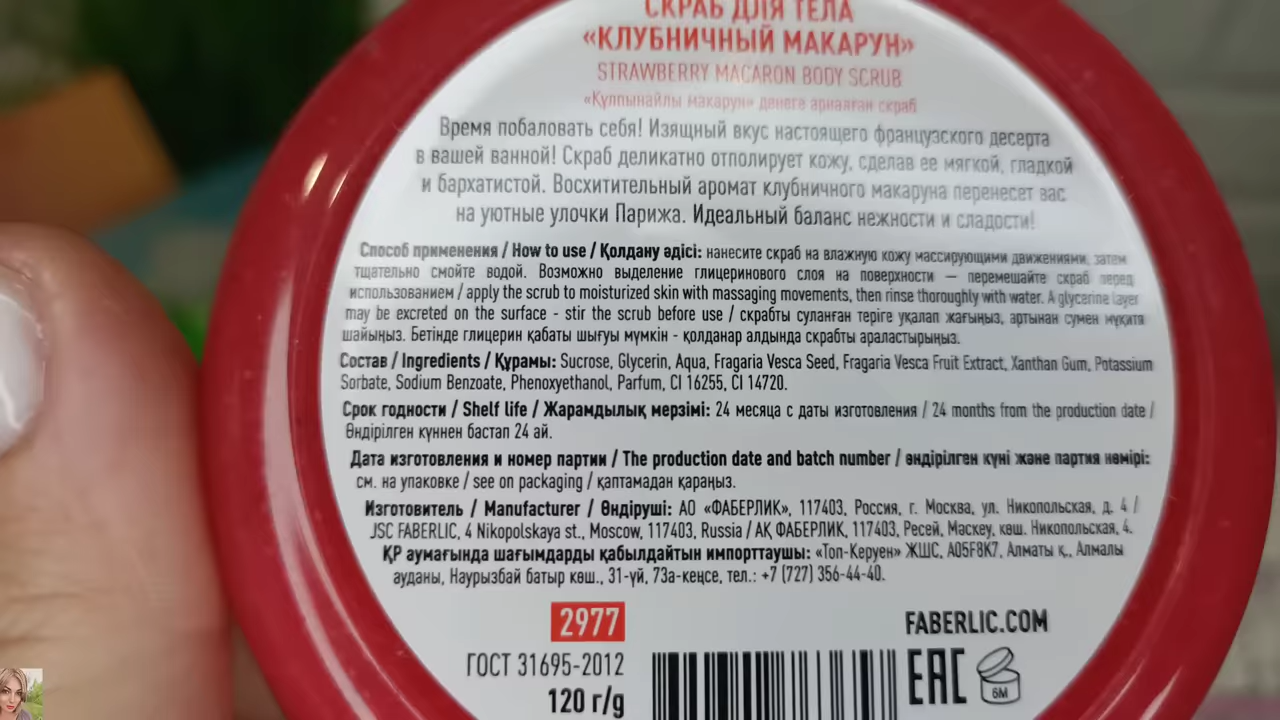 СКРАБ ДЛЯ ТЕЛА
«КЛУБНИЧНЫЙ МАКАРУН»
STRAWBERRY MACARON BODY SCRUB
«Құлпынайлы макарун» денеге арналған скраб
Время побаловать себя! Изящный вкус настоящего французского десерта
в вашей ванной! Скраб деликатно отполирует кожу, сделав ее мягкой, гладкой
и бархатистой. Восхитительный аромат клубничного макаруна перенесет вас
на уютные улочки Парижа. Идеальный баланс нежности и сладости!
Способ применения / How to use / Қолдану әдісі: нанесите скраб на влажную кожу массирующими движениями, затем
тщательно смойте водой. Возможно выделение глицеринового слоя на поверхности — перемешайте скраб перед
использованием / apply the scrub to moisturized skin with massaging movements, then rinse thoroughly with water. A glycerine layer
may be excreted on the surface - stir the scrub before use / скрабты суланған теріге уқалап жағыңыз, артынан сумен мұқият
шайыңыз. Бетінде глицерин қабаты шығуы мүмкін - қолданар алдында скрабты араластырыңыз.
Состав / Ingredients / Құрамы: Sucrose, Glycerin, Aqua, Fragaria Vesca Seed, Fragaria Vesca Fruit Extract, Xanthan Gum, Potassium
Sorbate, Sodium Benzoate, Phenoxyethanol, Parfum, CI 16255, CI 14720.
Срок годности / Shelf life / Жарамдылық мерзімі: 24 месяца с даты изготовления / 24 months from the production date /
Өндірілген күннен бастап 24 ай.
Дата изготовления и номер партии / The production date and batch number / өндірілген күні және партия нөмірі:
см. на упаковке / see on packaging / қаптамадан қараңыз.
Изготовитель / Manufacturer / Өндіруші: АО «ФАБЕРЛИК», 117403, Россия, г. Москва, ул. Никопольская, д. 4 /
JSC FABERLIC, 4 Nikopolskaya st., Moscow, 117403, Russia / АҚ ФАБЕРЛИК, 117403, Ресей, Мәскеу, көш. Никопольская, 4.
ҚР аумағында шағымдарды қабылдайтын импорттаушы: «Топ-Керуен» ЖШС, A05F8K7, Алматы қ., Алмалы
ауданы, Наурызбай батыр көш., 31-үй, 73а-кеңсе, тел.: +7 (727) 356-44-40.
2977
FABERLIC.COM
ГОСТ 31695-2012
120 г/g
EAC
6M